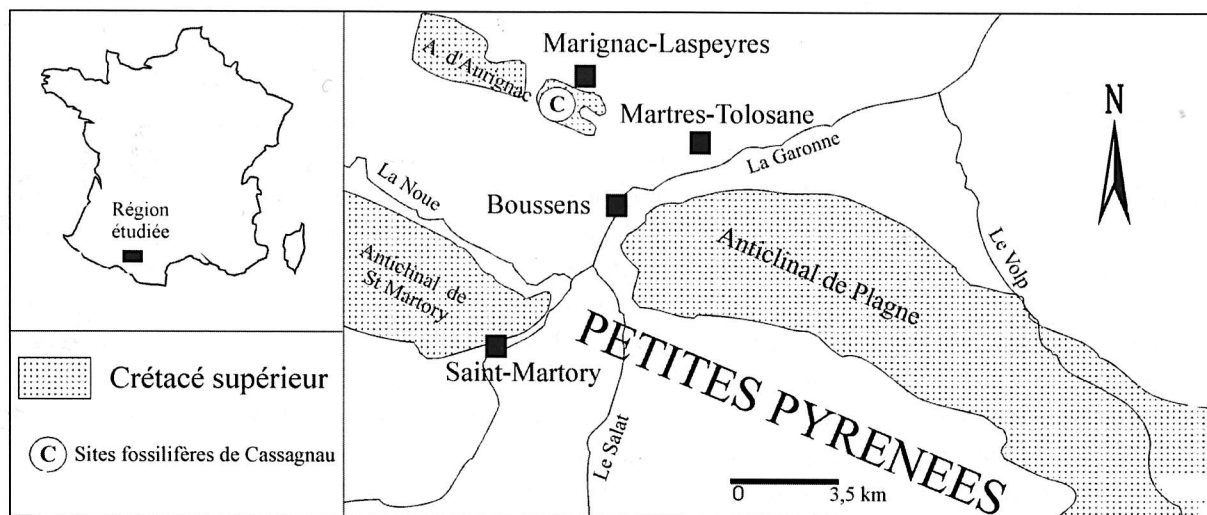 Région
étudiée
Crétacé supérieur
C Sites fossilifères de Cassagnau
Marignac-Laspeyres
A. d'Aurignac
C
Martres-Tolosane
N
La Garonne
La Noue
Boussens
Le Volp
Anticlinal de Plagne
Anticlinal de
St Martory
PETITES PYRENEES
Saint-Martory
Le Salat
0 3,5 km